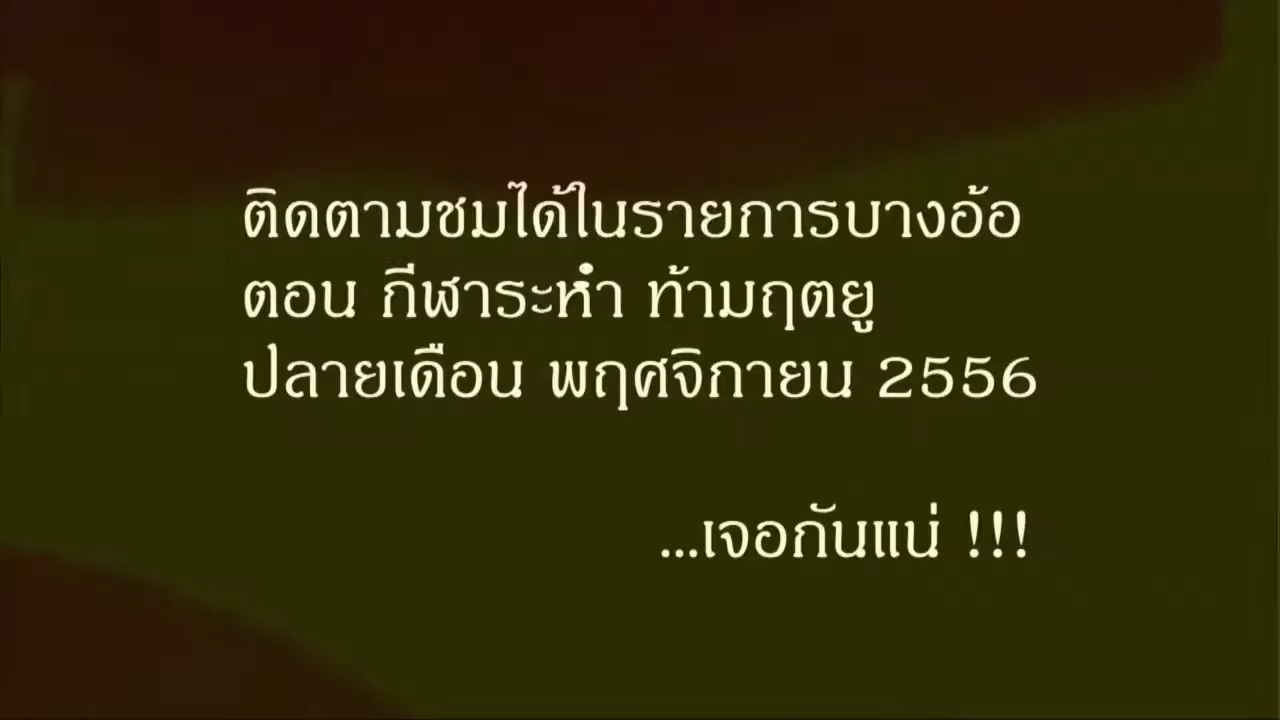 ติดตามชมได้ในรายการบางอ้อ
ตอน กีฬาระห่ำ ท้ามฤตยู
ปลายเดือน พฤศจิกายน 2556
...เจอกันแน่ !!!